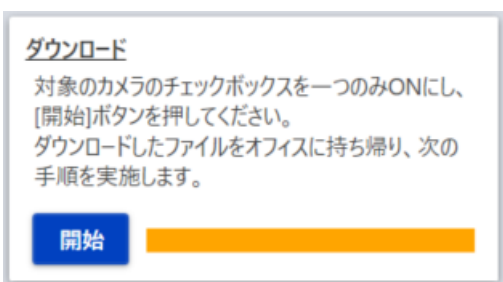 ダウンロード
対象のカメラのチェックボックスを一つのみONにし、
[開始]ボタンを押してください。
ダウンロードしたファイルをオフィスに持ち帰り、次の
手順を実施します。
開始